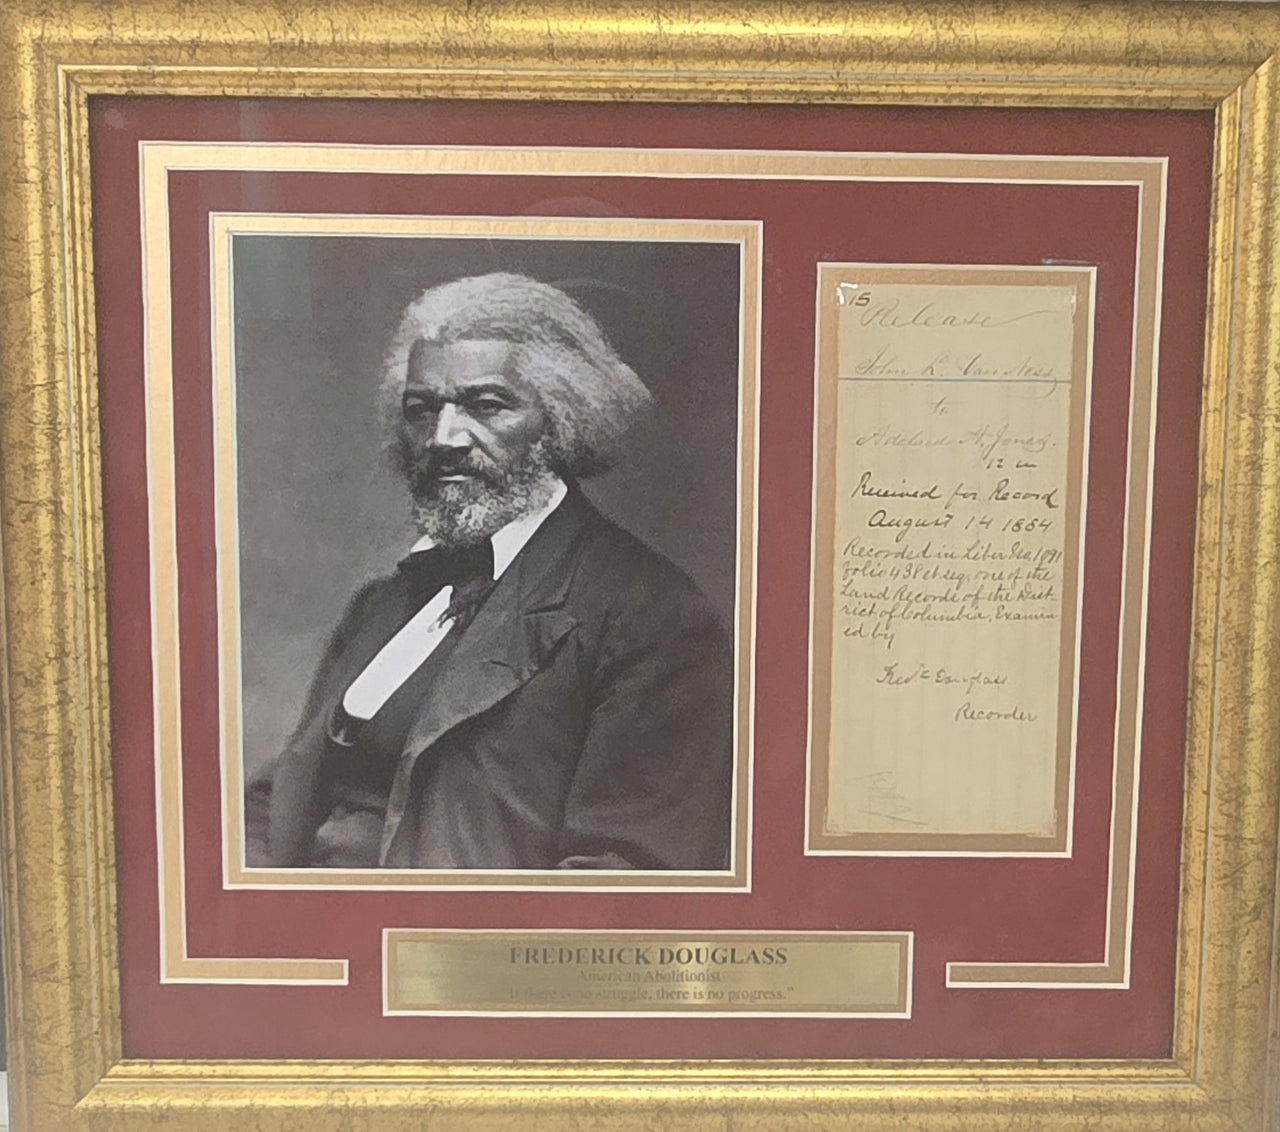 15
Release
John L. Van Ness
to
Adelaide A. Jones.
12 m
Received for Record
August 14 1884
Recorded in Liber No. 1091
folio 438 et seq, one of the
Land Records of the Dist-
rict of Columbia, Examin
ed by
Fredk Douglass
Recorder
FREDERICK DOUGLASS
American Abolitionist
"If there is no struggle, there is no progress."